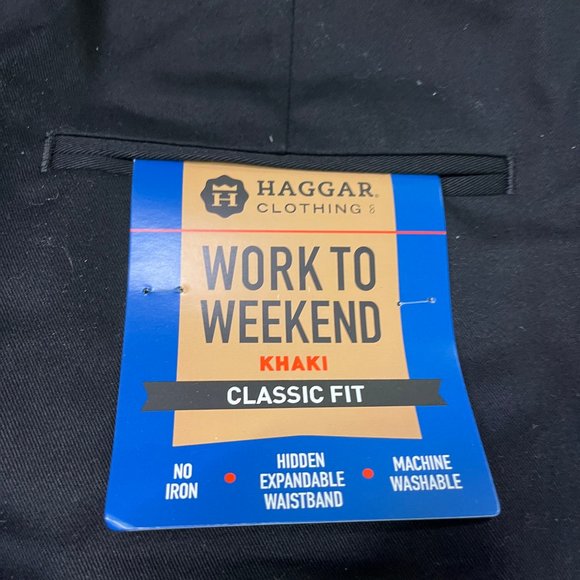 H
HAGGAR®
CLOTHING CO
WORK TO
WEEKEND
KHAKI
CLASSIC FIT
NO
IRON
•
HIDDEN
EXPANDABLE
WAISTBAND
•
MACHINE
WASHABLE